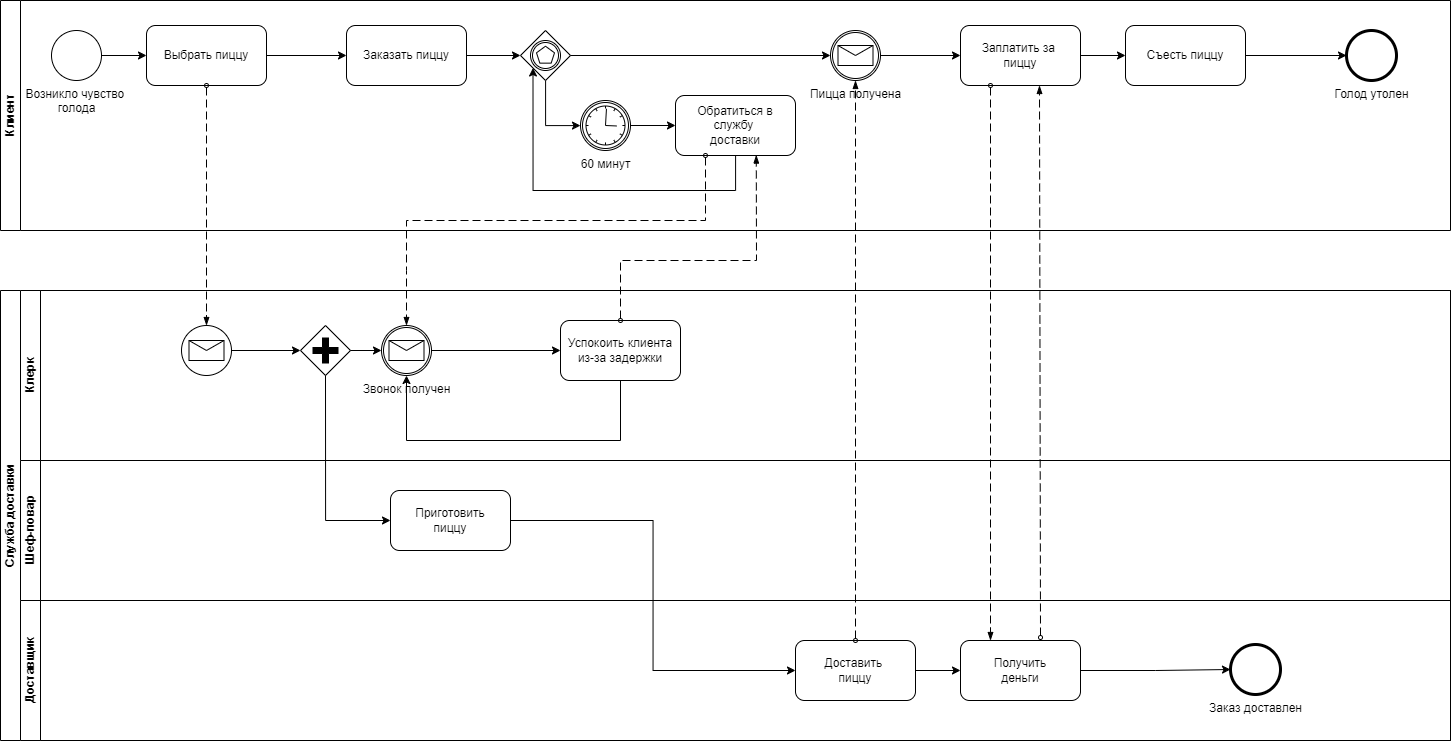 Клиент
Возникло чувство
голода
Выбрать пиццу
Заказать пиццу
60 минут
Обратиться в
службу
доставки
Пицца получена
Заплатить за
пиццу
Съесть пиццу
Голод утолен
Служба доставки
Клерк
Звонок получен
Успокоить клиента
из-за задержки
Шеф-повар
Приготовить
пиццу
Доставщик
Доставить
пиццу
Получить
деньги
Заказ доставлен